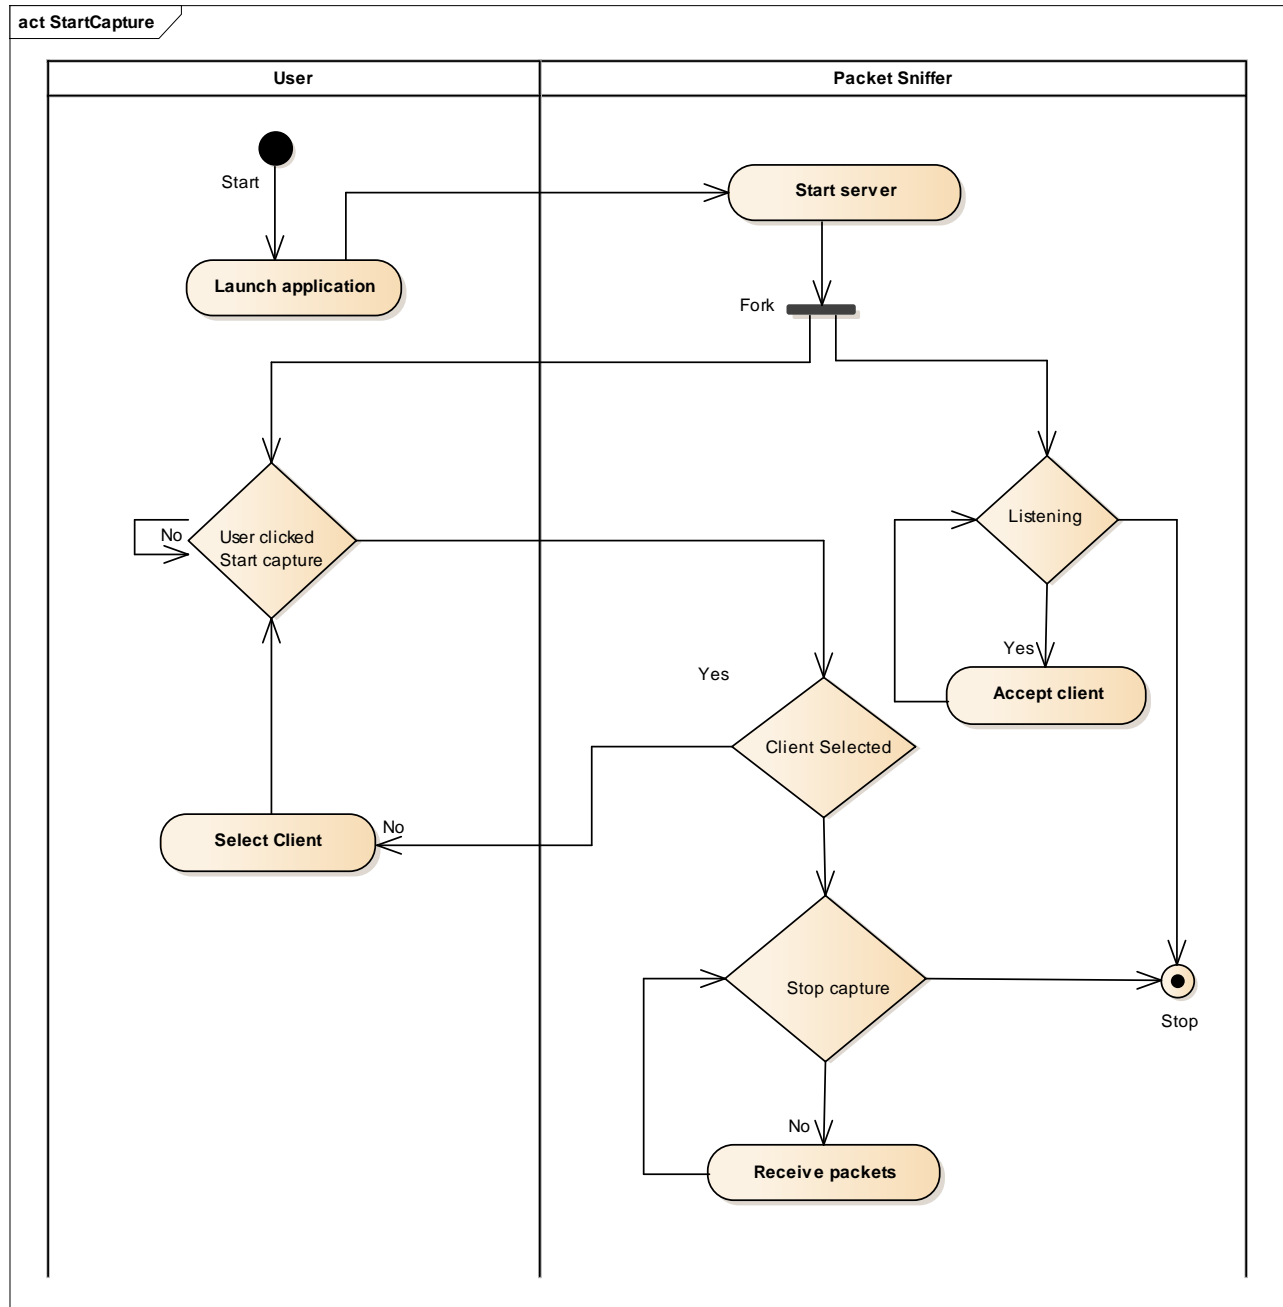 act StartCapture
User
Packet Sniffer
Start
Start server
Launch application
Fork
No
User clicked
Start capture
Listening
Yes
Yes
Accept client
Client Selected
No
Select Client
Stop capture
Stop
No
Receive packets